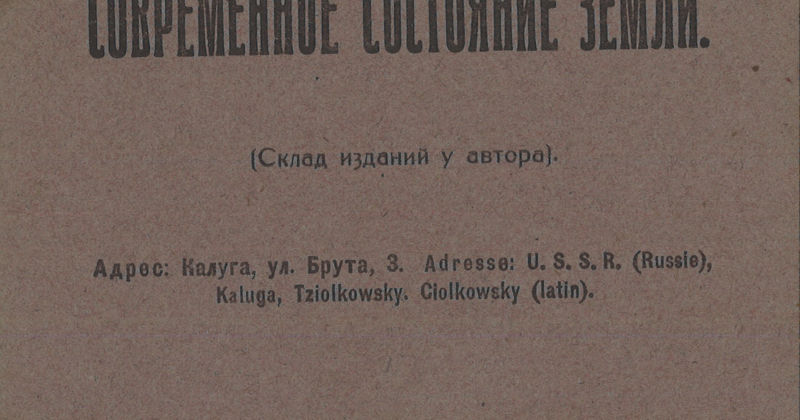 СОВРЕМЕННОЕ СОСТОЯНИЕ ЗЕМЛИ.
(Склад изданий у автора).
Адрес: Калуга, ул. Брута, 3. Adresse: U. S. S. R. (Russie),
Kaluga, Tziolkowsky. Ciolkowsky (latin).